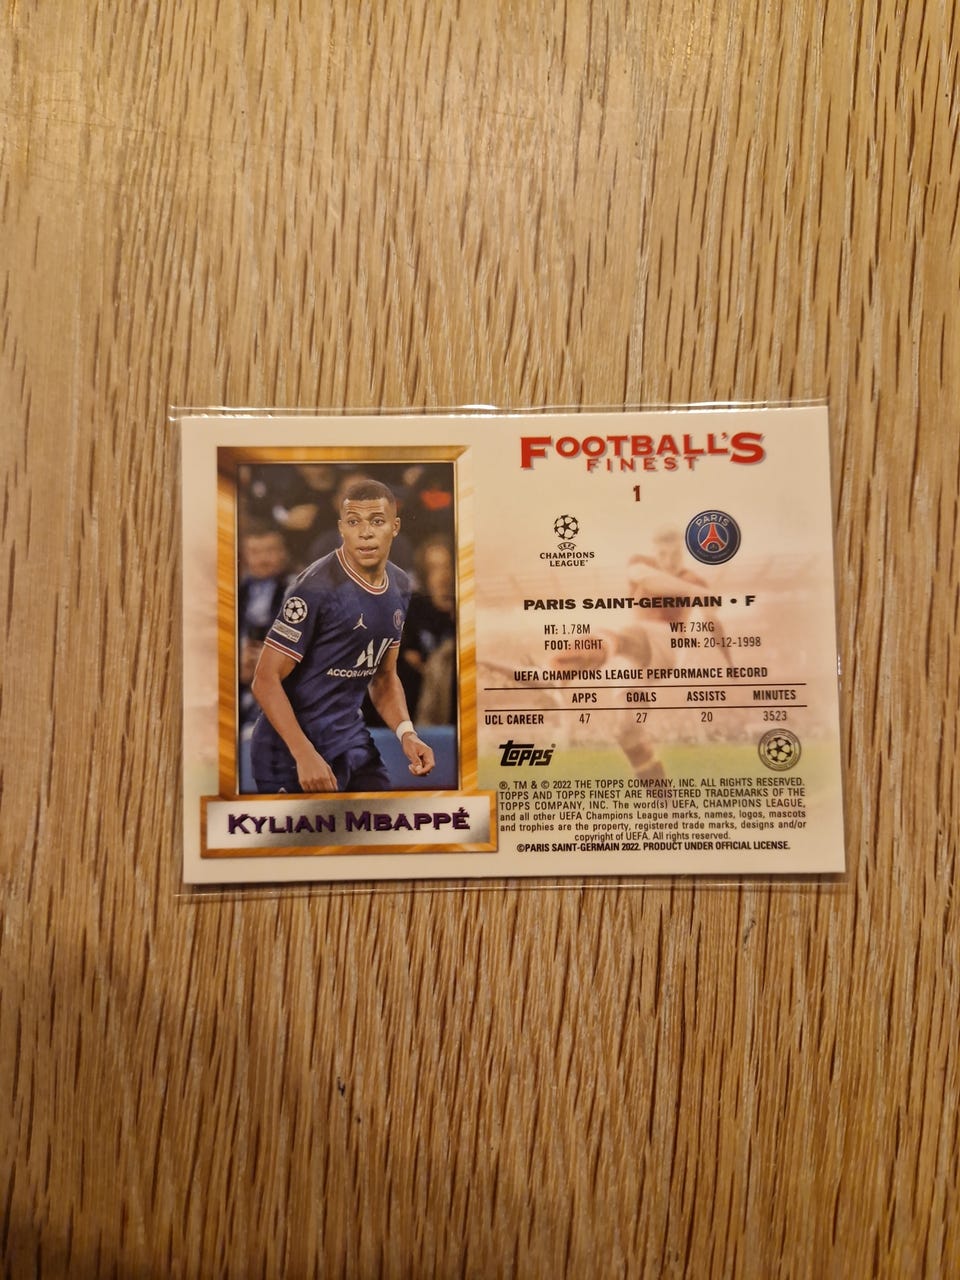 FOOTBALL'S
FINEST
1
UEFA
CHAMPIONS
LEAGUE
PARIS
PARIS SAINT-GERMAIN • F
HT: 1.78M WT: 73KG
FOOT: RIGHT BORN: 20-12-1998
UEFA CHAMPIONS LEAGUE PERFORMANCE RECORD
APPS GOALS ASSISTS MINUTES
UCL CAREER 47 27 20 3523
Topps®
®, TM & © 2022 THE TOPPS COMPANY, INC. ALL RIGHTS RESERVED.
TOPPS AND TOPPS FINEST ARE REGISTERED TRADEMARKS OF THE
TOPPS COMPANY, INC. The word(s) UEFA, CHAMPIONS LEAGUE,
and all other UEFA Champions League marks, names, logos, mascots
and trophies are the property, registered trade marks, designs and/or
copyright of UEFA. All rights reserved.
©PARIS SAINT-GERMAIN 2022. PRODUCT UNDER OFFICIAL LICENSE.
KYLIAN MBAPPÉ